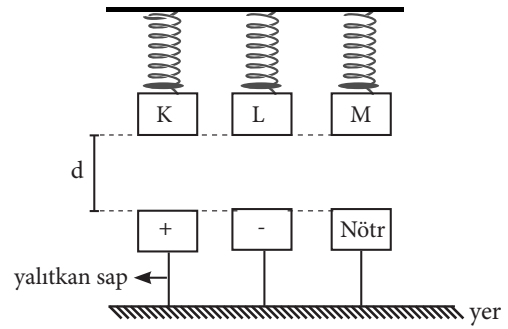 K L M
d
+ - Nötr
yalıtkan sap
yer